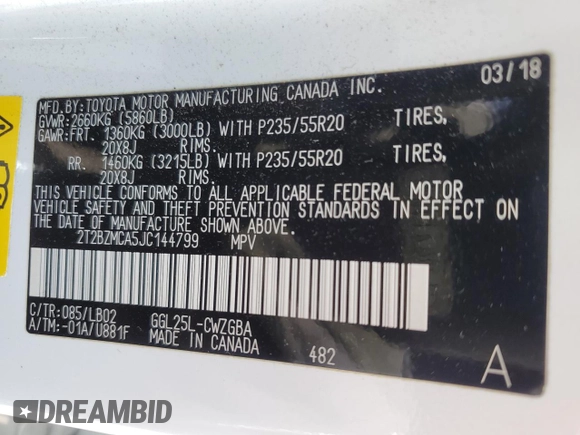 MFD.BY:TOYOTA MOTOR MANUFACTURING CANADA INC. 03/18
GVWR:2660KG (5860LB)
GAWR:FRT. 1360KG (3000LB) WITH P235/55R20 TIRES,
20X8J RIMS.
RR. 1460KG (3215LB) WITH P235/55R20 TIRES,
20X8J RIMS.
THIS VEHICLE CONFORMS TO ALL APPLICABLE FEDERAL MOTOR
VEHICLE SAFETY AND THEFT PREVENTION STANDARDS IN EFFECT ON
THE DATE OF MANUFACTURE SHOWN ABOVE.
2T2BZMCA5JC144799 MPV
C/TR:085/LB02 GGL25L-CWZGBA
A/TM:-01A/U881F MADE IN CANADA 482 A
DREAMBID